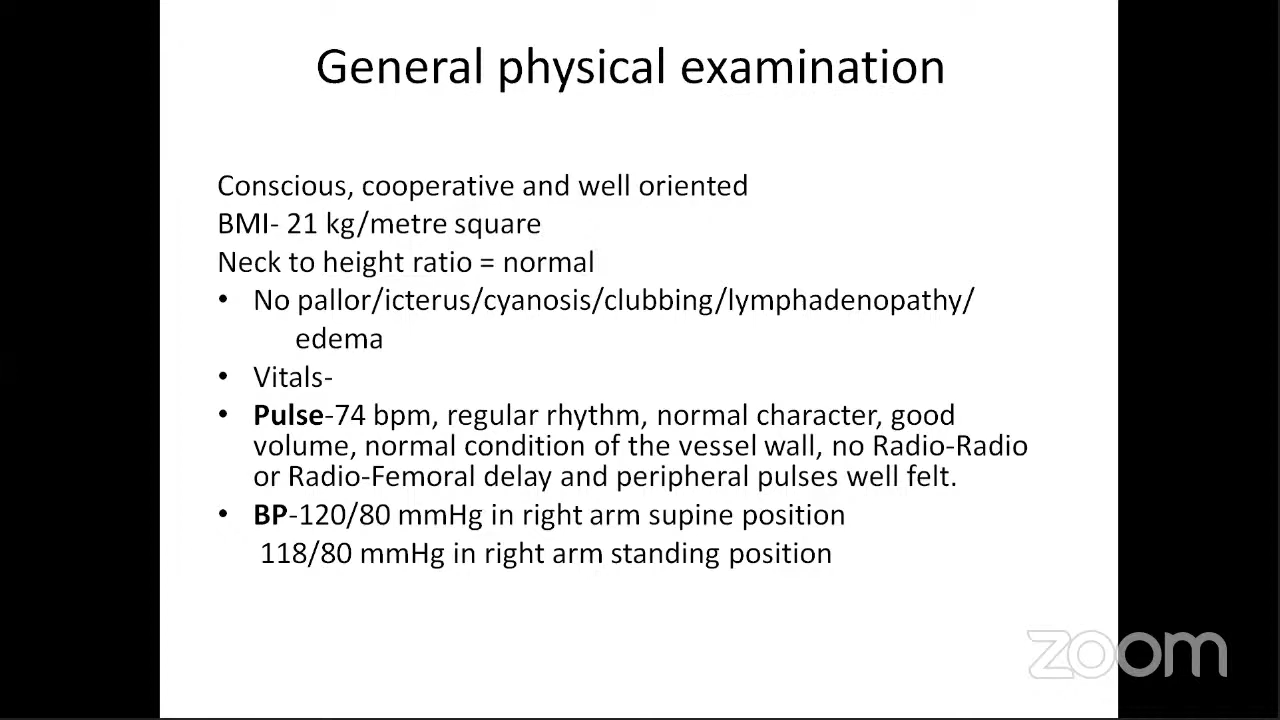 General physical examination
Conscious, cooperative and well oriented
BMI- 21 kg/metre square
Neck to height ratio = normal
• No pallor/icterus/cyanosis/clubbing/lymphadenopathy/
edema
• Vitals-
• Pulse-74 bpm, regular rhythm, normal character, good
volume, normal condition of the vessel wall, no Radio-Radio
or Radio-Femoral delay and peripheral pulses well felt.
• BP-120/80 mmHg in right arm supine position
118/80 mmHg in right arm standing position
zoom